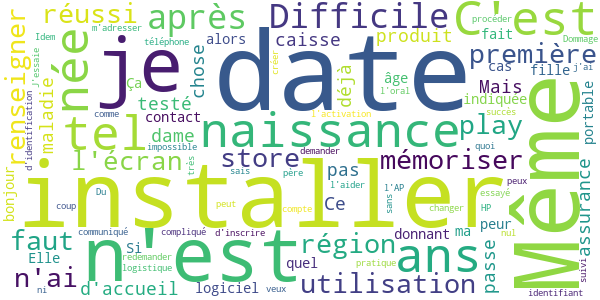 réussi après Difficile C'est
renseigner née je date première
caisse alors produit fait procéder Dommage
Idem J'essaie m'adresser téléphone
chose déjà âge l'oral Mais cas fille j'ai
maladie Ça testé indiquée portable
d'identification comme contact l'activation succès
tel naissance play Même
bonjour dame impossible demander quoi
l'écran store pas mémoriser assurance
très sais père l'aider sans essayé peux
installer Ce l'AP changer HP
Du peut compte donnant ma peur nul
coup communiqué compliqué d'inscrire
faut n'est région ans passe
Elle Si redemander quel pratique
n'ai d'accueil logistique logiciel veux utilisation
ni créer identifiant suivi